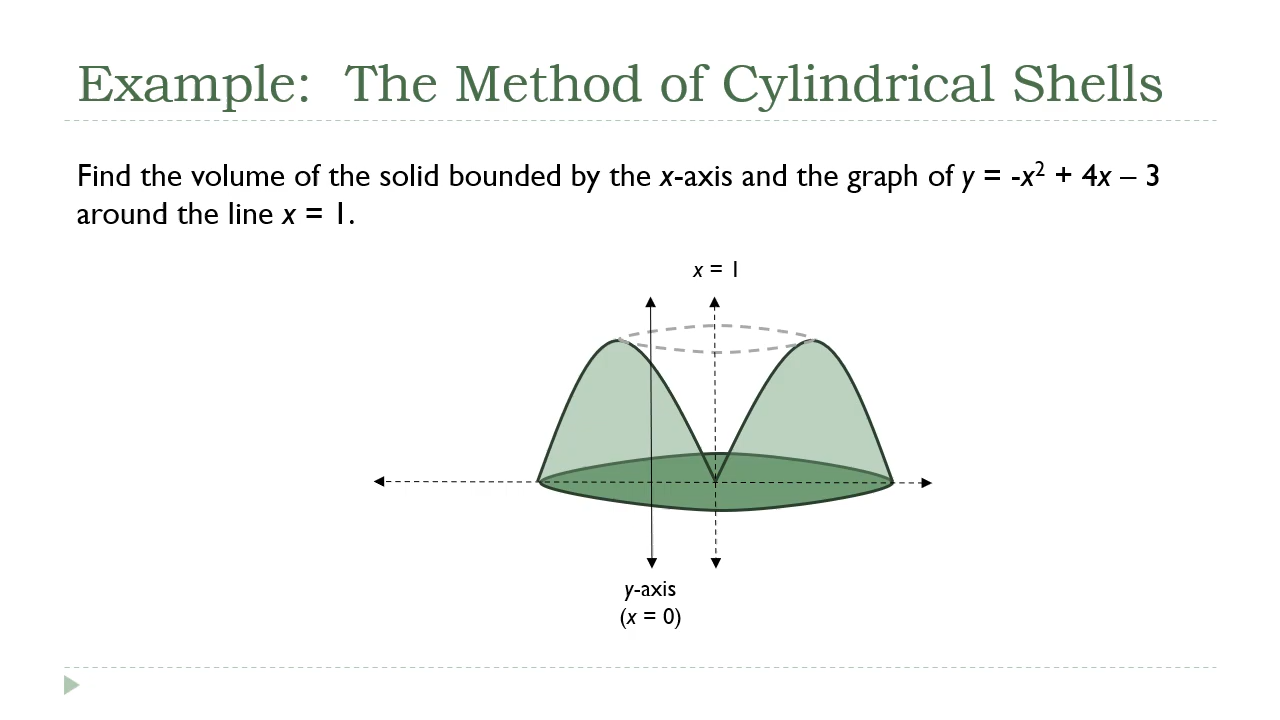 Example:  The Method of Cylindrical Shells
Find the volume of the solid bounded by the x-axis and the graph of y = -x² + 4x – 3
around the line x = 1.
x = 1
y-axis
(x = 0)